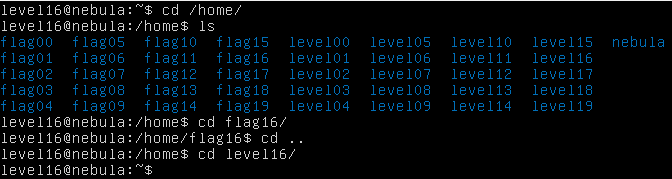 level16@nebula:~$ cd /home/
level16@nebula:/home$ ls
flag00 flag05 flag10 flag15 level00 level05 level10 level15 nebula
flag01 flag06 flag11 flag16 level01 level06 level11 level16
flag02 flag07 flag12 flag17 level02 level07 level12 level17
flag03 flag08 flag13 flag18 level03 level08 level13 level18
flag04 flag09 flag14 flag19 level04 level09 level14 level19
level16@nebula:/home$ cd flag16/
level16@nebula:/home/flag16$ cd ..
level16@nebula:/home$ cd level16/
level16@nebula:~$